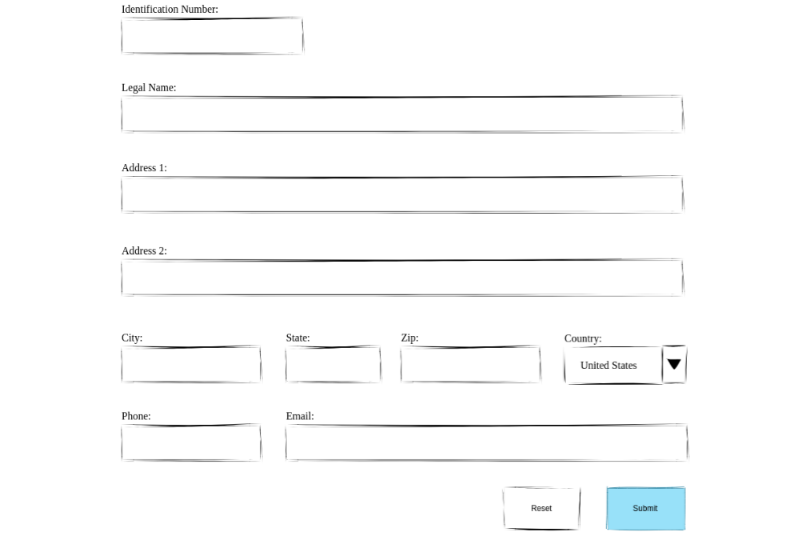 Identification Number:
Legal Name:
Address 1:
Address 2:
City: State: Zip: Country:
United States
Phone: Email:
Reset Submit